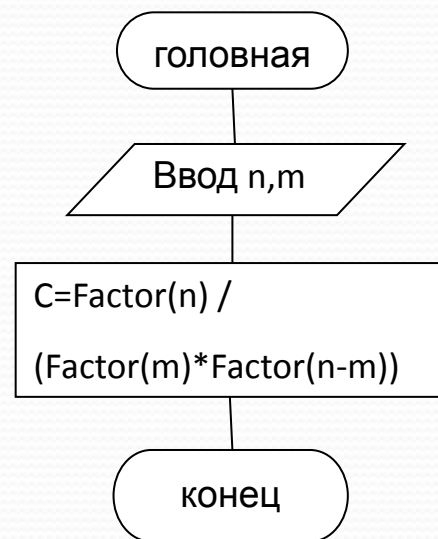 головная
Ввод n,m
C=Factor(n) /
(Factor(m)*Factor(n-m))
конец